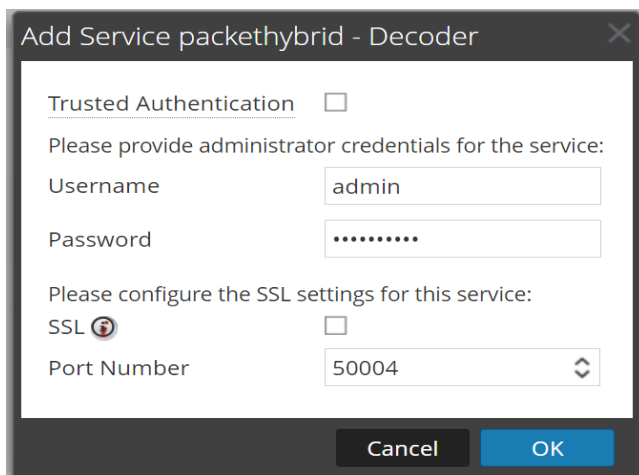 Add Service packethybrid - Decoder
Trusted Authentication
Please provide administrator credentials for the service:
Username admin
Password ••••••••••
Please configure the SSL settings for this service:
SSL
Port Number 50004
Cancel OK